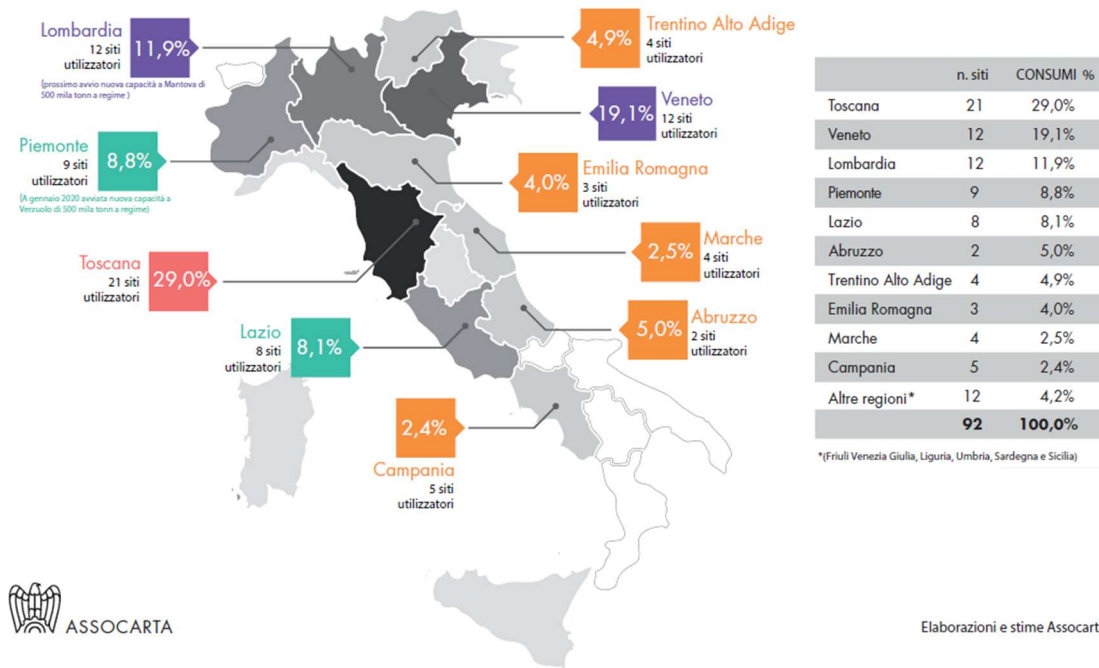 Lombardia
12 siti
utilizzatori
11,9%
(prossimo avvio nuova capacità a Mantova di
500 mila tonn a regime )
Trentino Alto Adige
4,9%
4 siti
utilizzatori
Veneto
19,1%
12 siti
utilizzatori
Piemonte
9 siti
utilizzatori
8,8%
(A gennaio 2020 avviata nuova capacità a
Verzuolo di 500 mila tonn a regime)
Emilia Romagna
4,0%
3 siti
utilizzatori
Marche
2,5%
4 siti
utilizzatori
Toscana
21 siti
utilizzatori
29,0%
Abruzzo
5,0%
2 siti
utilizzatori
Lazio
8 siti
utilizzatori
8,1%
2,4%
Campania
5 siti
utilizzatori
n. siti CONSUMI %
Toscana 21 29,0%
Veneto 12 19,1%
Lombardia 12 11,9%
Piemonte 9 8,8%
Lazio 8 8,1%
Abruzzo 2 5,0%
Trentino Alto Adige 4 4,9%
Emilia Romagna 3 4,0%
Marche 4 2,5%
Campania 5 2,4%
Altre regioni* 12 4,2%
92 100,0%
*(Friuli Venezia Giulia, Liguria, Umbria, Sardegna e Sicilia)
ASSOCARTA
Elaborazioni e stime Assocart